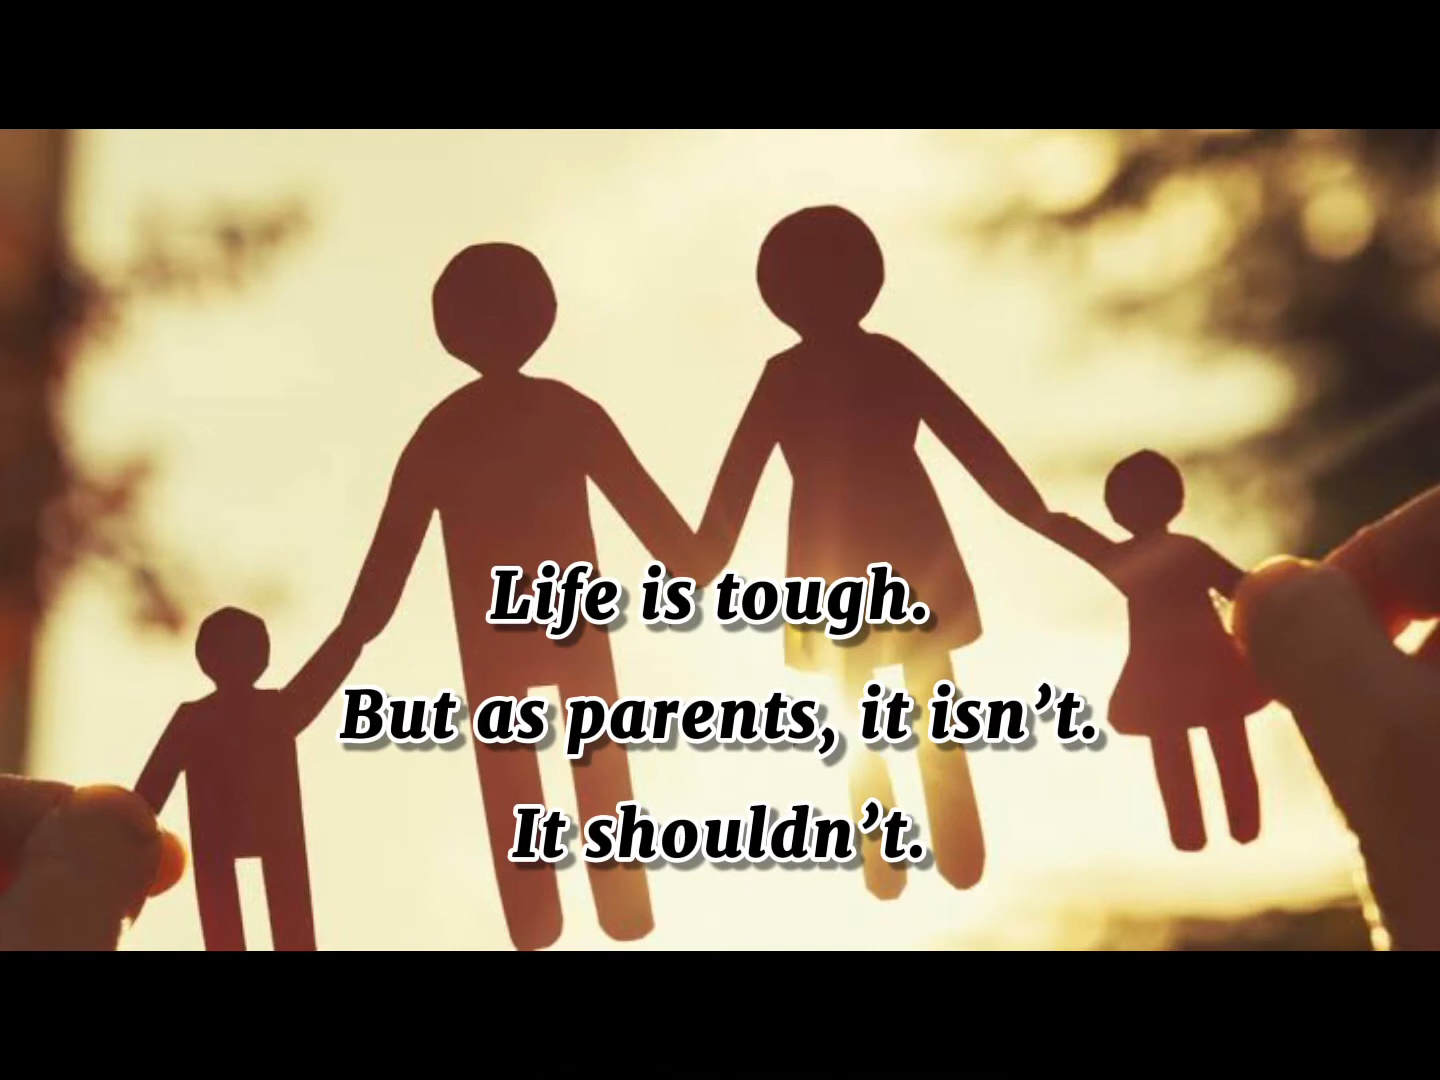 Life is tough.
But as parents, it isn’t.
It shouldn’t.